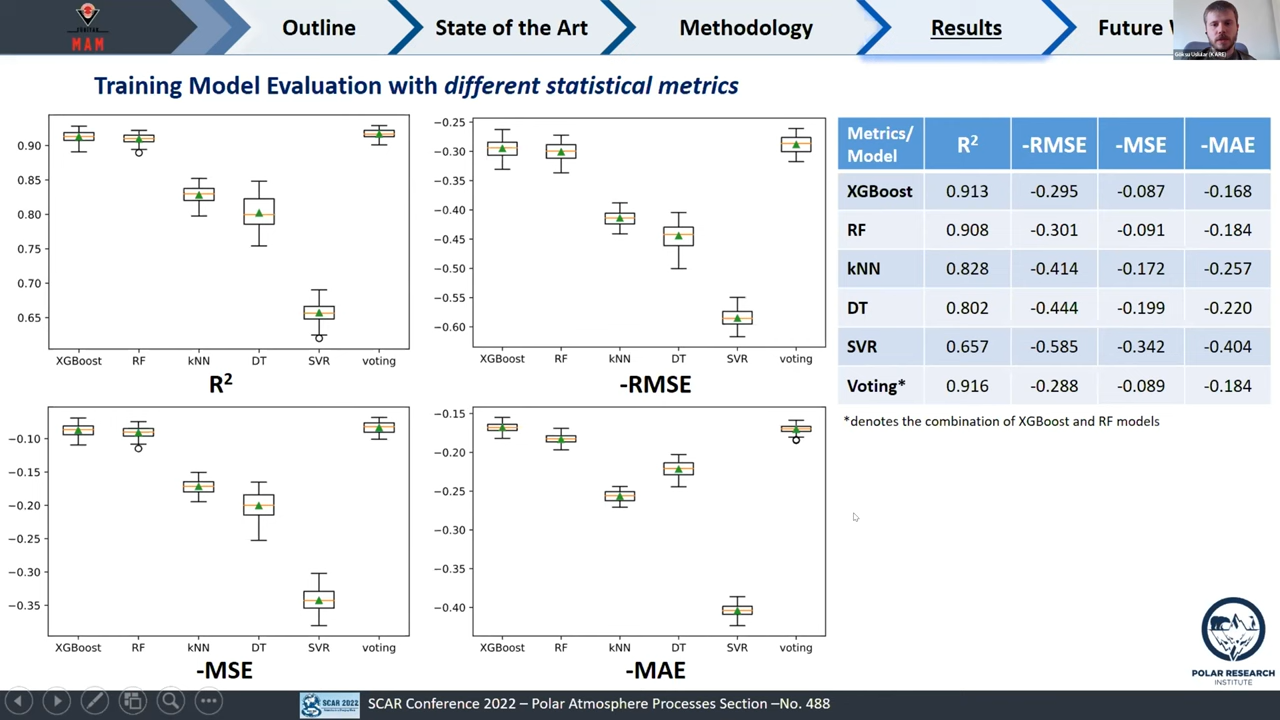 TÜBİTAK
MAM
Outline
State of the Art
Methodology
Results
Future
Göksu Uslular (KARE)
Training Model Evaluation with different statistical metrics
0.90
0.85
0.80
0.75
0.70
0.65
XGBoost RF kNN DT SVR voting
R²
−0.25
−0.30
−0.35
−0.40
−0.45
−0.50
−0.55
−0.60
XGBoost RF kNN DT SVR voting
-RMSE
−0.10
−0.15
−0.20
−0.25
−0.30
−0.35
XGBoost RF kNN DT SVR voting
-MSE
−0.15
−0.20
−0.25
−0.30
−0.35
−0.40
XGBoost RF kNN DT SVR voting
-MAE
Metrics/
Model R² -RMSE -MSE -MAE
XGBoost 0.913 -0.295 -0.087 -0.168
RF 0.908 -0.301 -0.091 -0.184
kNN 0.828 -0.414 -0.172 -0.257
DT 0.802 -0.444 -0.199 -0.220
SVR 0.657 -0.585 -0.342 -0.404
Voting* 0.916 -0.288 -0.089 -0.184
*denotes the combination of XGBoost and RF models
POLAR RESEARCH
INSTITUTE
SCAR 2022
SCAR Conference 2022 – Polar Atmosphere Processes Section –No. 488